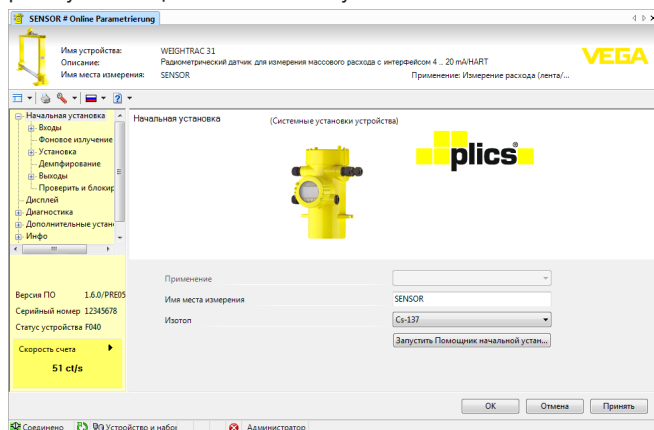 SENSOR # Online Parametrierung
Имя устройства: WEIGHTRAC 31
Описание: Радиометрический датчик для измерения массового расхода с интерфейсом 4 .. 20 mA/HART
Имя места измерения: SENSOR Применение: Измерение расхода (лента/...
VEGA
Начальная установка
Входы
Фоновое излучение
Установка
Демпфирование
Выходы
Проверить и блокир
Дисплей
Диагностика
Дополнительные устан
Инфо
Начальная установка (Системные установки устройства)
plics
Применение
Имя места измерения SENSOR
Изотоп Cs-137
Запустить Помощник начальной устан...
Версия ПО 1.6.0/PRE05
Серийный номер 12345678
Статус устройства F040
Скорость счета
51 ct/s
OK Отмена Принять
Соединено Устройство и набор Администратор